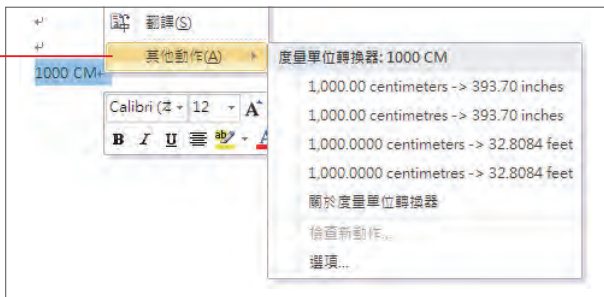 翻譯(S)
其他動作(A)
1000 CM
Calibri (本 12 A
B I U ab A
度量單位轉換器: 1000 CM
1,000.00 centimeters -> 393.70 inches
1,000.00 centimetres -> 393.70 inches
1,000.0000 centimeters -> 32.8084 feet
1,000.0000 centimetres -> 32.8084 feet
關於度量單位轉換器
檢查新動作...
選項...